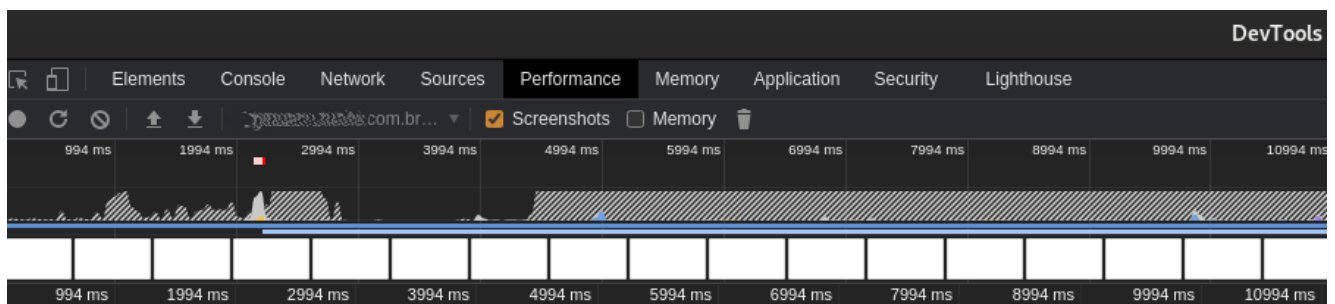 DevTools
Elements Console Network Sources Performance Memory Application Security Lighthouse
com.br... Screenshots Memory
994 ms 1994 ms 2994 ms 3994 ms 4994 ms 5994 ms 6994 ms 7994 ms 8994 ms 9994 ms 10994 ms
994 ms 1994 ms 2994 ms 3994 ms 4994 ms 5994 ms 6994 ms 7994 ms 8994 ms 9994 ms 10994 ms